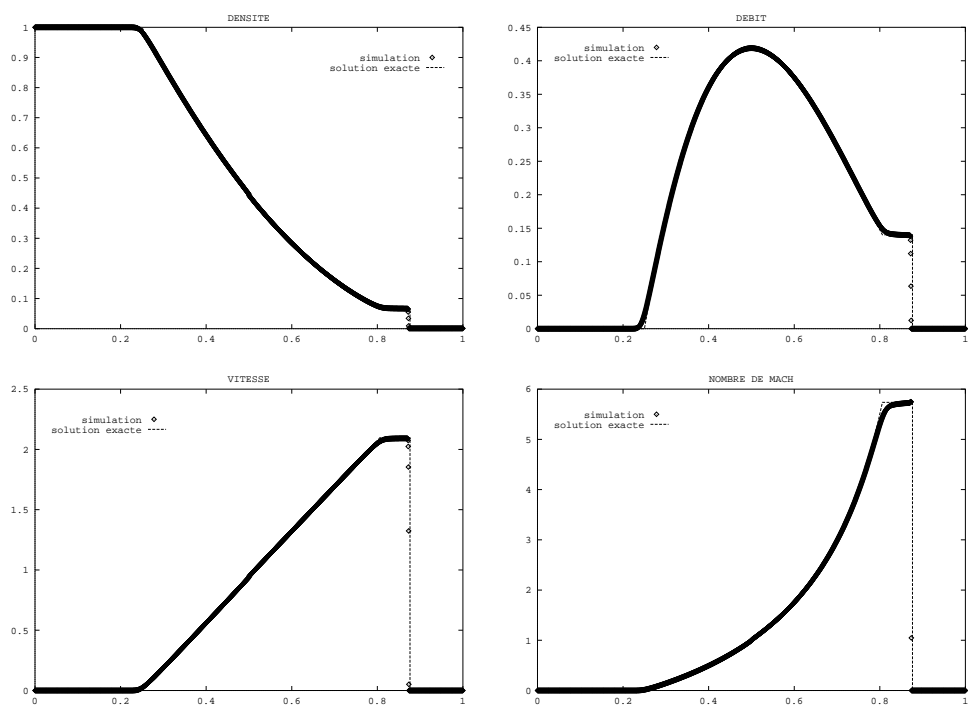 DENSITE
1
0.9
0.8
0.7
0.6
0.5
0.4
0.3
0.2
0.1
0
0 0.2 0.4 0.6 0.8 1
simulation
solution exacte
DEBIT
0.45
0.4
0.35
0.3
0.25
0.2
0.15
0.1
0.05
0
0 0.2 0.4 0.6 0.8 1
simulation
solution exacte
VITESSE
2.5
2
1.5
1
0.5
0
0 0.2 0.4 0.6 0.8 1
simulation
solution exacte
NOMBRE DE MACH
6
5
4
3
2
1
0
0 0.2 0.4 0.6 0.8 1
simulation
solution exacte